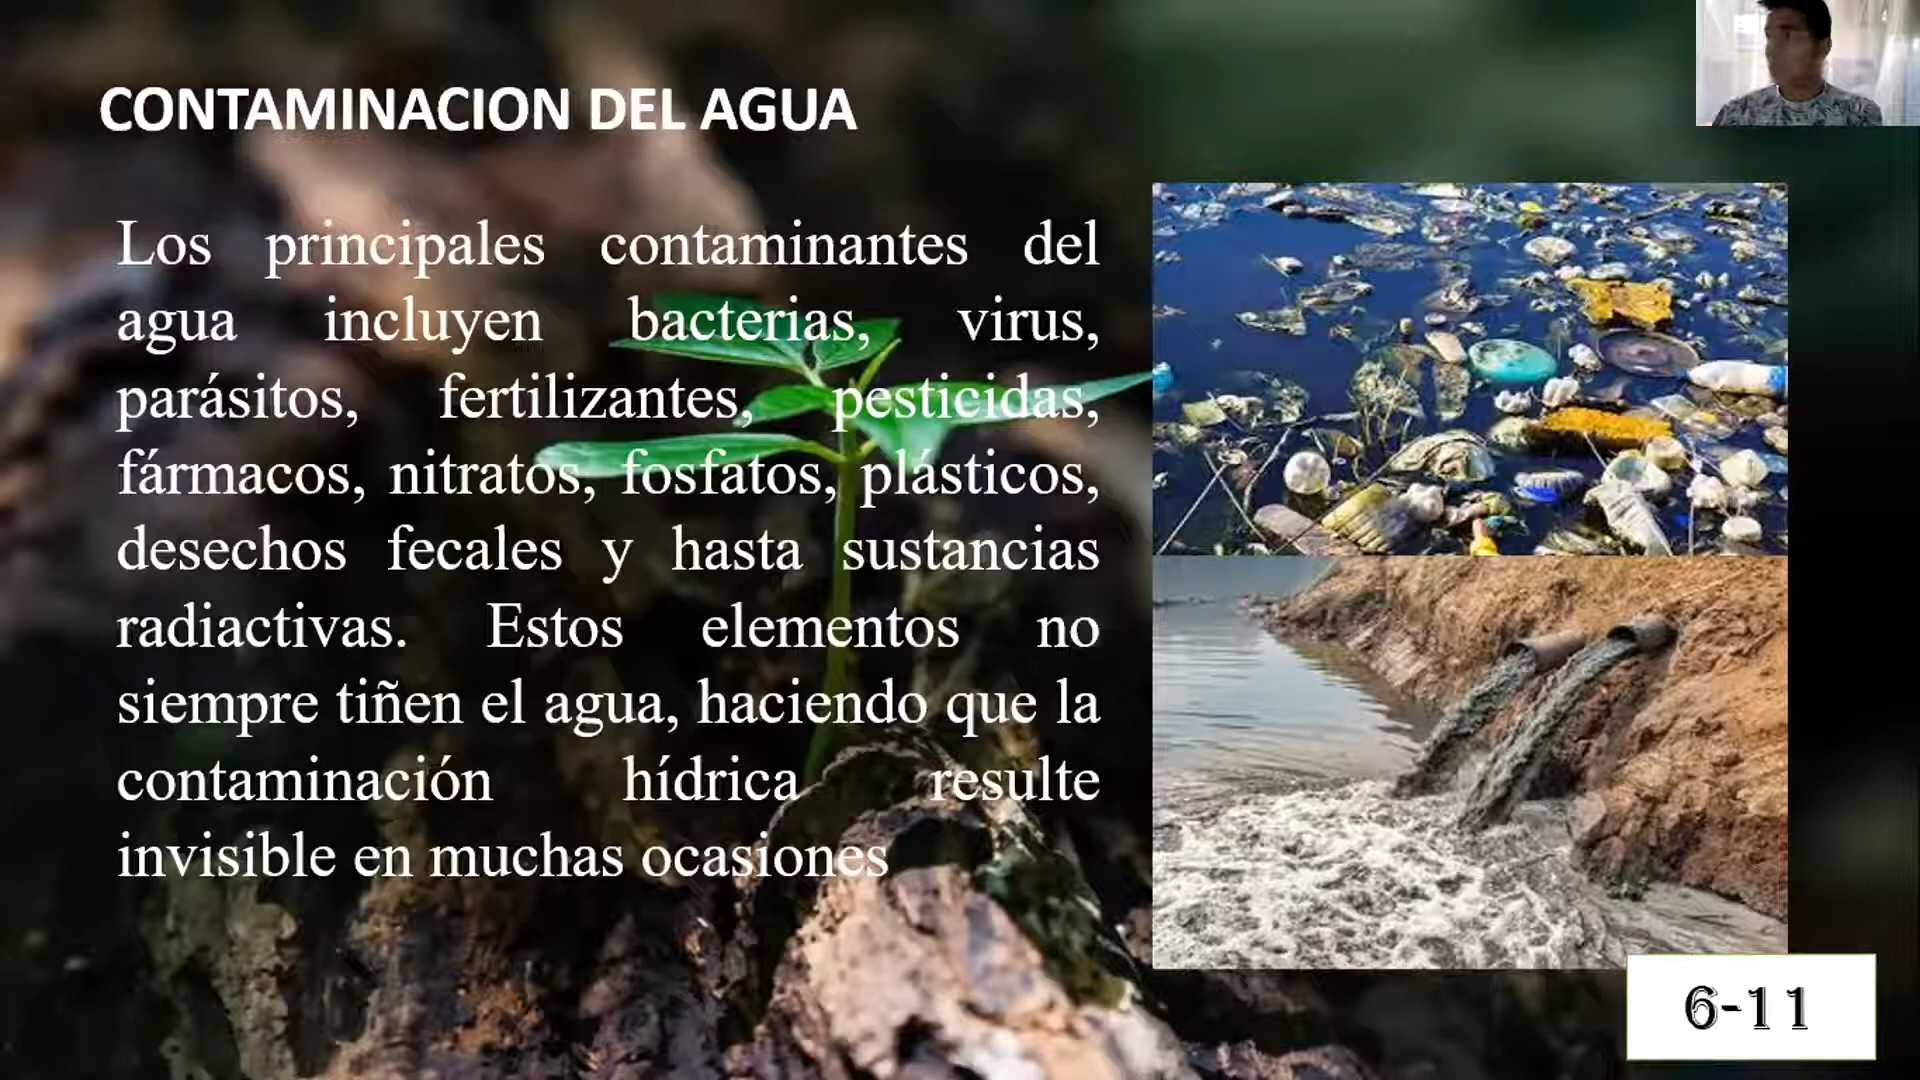 CONTAMINACION DEL AGUA
Los principales contaminantes del
agua incluyen bacterias, virus,
parásitos, fertilizantes, pesticidas,
fármacos, nitratos, fosfatos, plásticos,
desechos fecales y hasta sustancias
radiactivas. Estos elementos no
siempre tiñen el agua, haciendo que la
contaminación hídrica resulte
invisible en muchas ocasiones
6-11